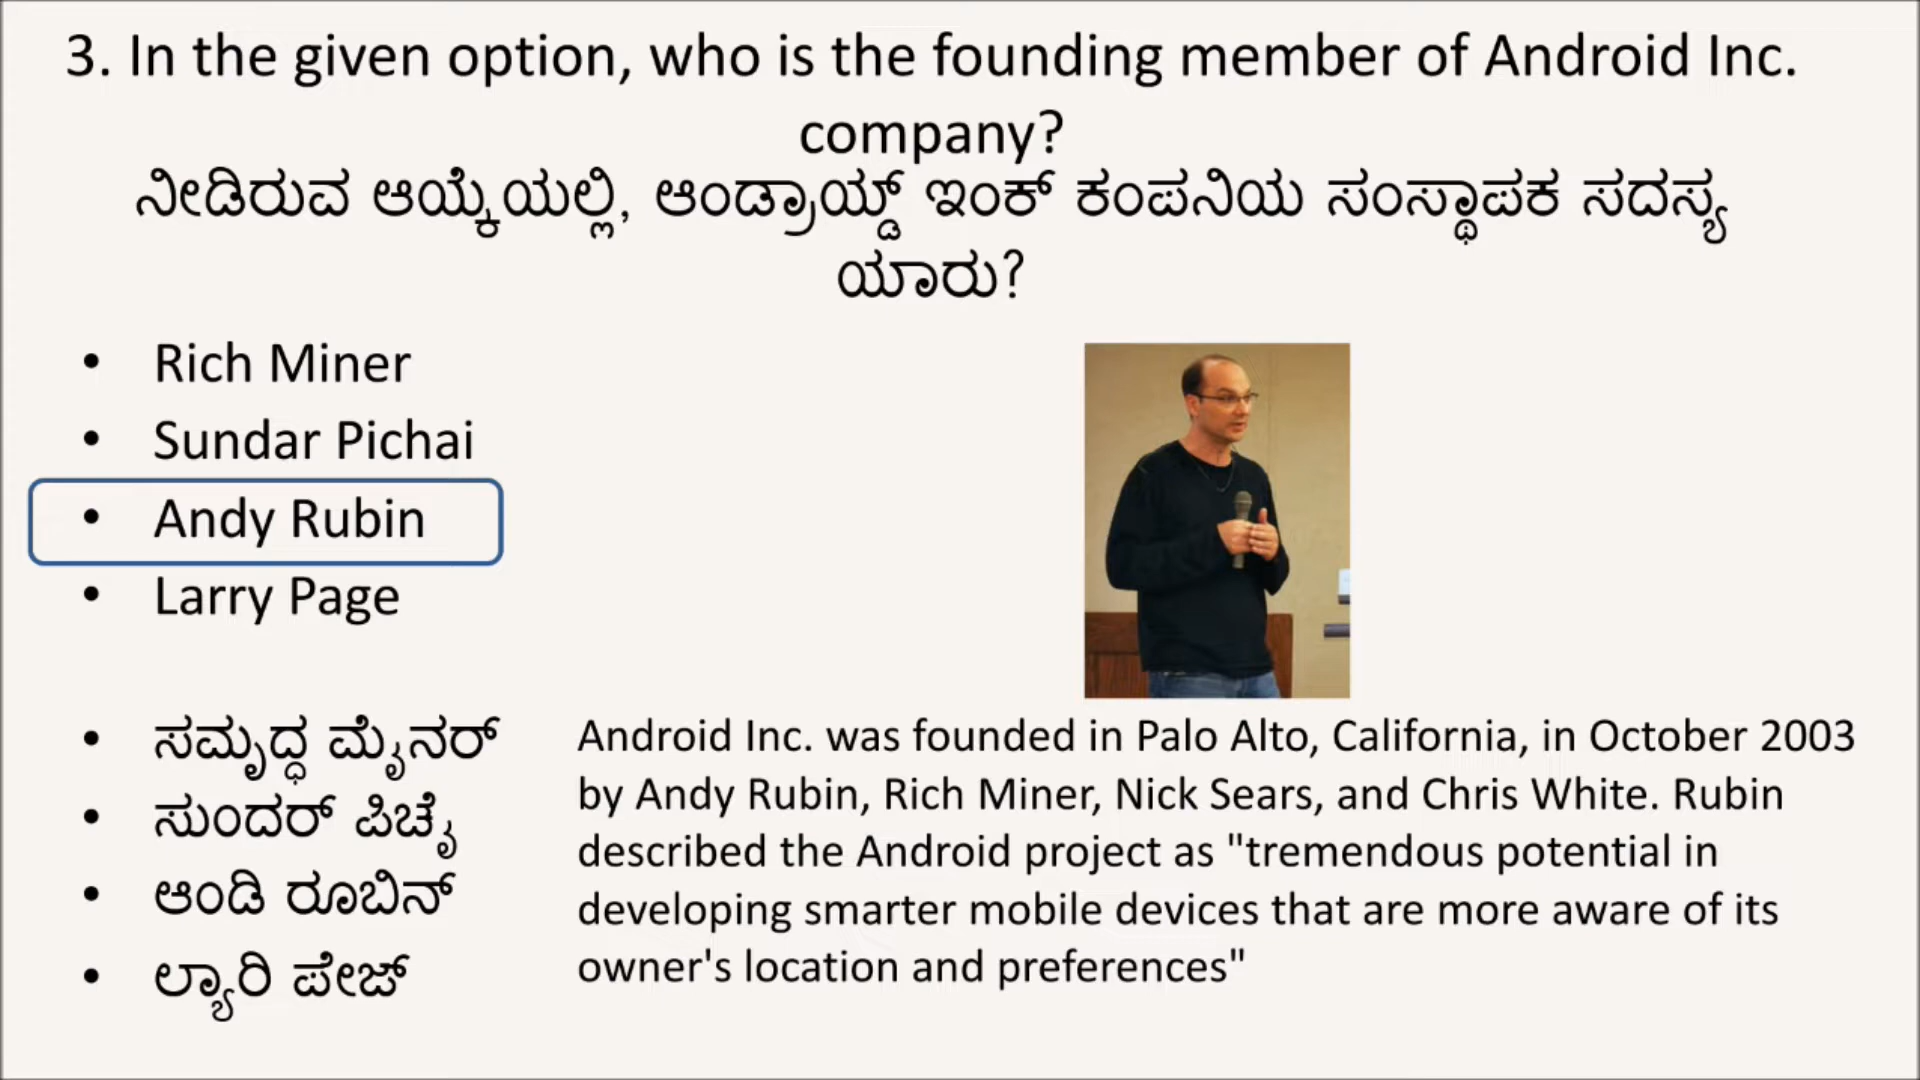 3. In the given option, who is the founding member of Android Inc.
company?
ನೀಡಿರುವ ಆಯ್ಕೆಯಲ್ಲಿ, ಆಂಡ್ರಾಯ್ಡ್ ಇಂಕ್ ಕಂಪನಿಯ ಸಂಸ್ಥಾಪಕ ಸದಸ್ಯ
ಯಾರು?
• Rich Miner
• Sundar Pichai
• Andy Rubin
• Larry Page
• ಸಮೃದ್ಧ ಮೈನರ್
• ಸುಂದರ್ ಪಿಚೈ
• ಆಂಡಿ ರೂಬಿನ್
• ಲ್ಯಾರಿ ಪೇಜ್
Android Inc. was founded in Palo Alto, California, in October 2003
by Andy Rubin, Rich Miner, Nick Sears, and Chris White. Rubin
described the Android project as "tremendous potential in
developing smarter mobile devices that are more aware of its
owner's location and preferences"